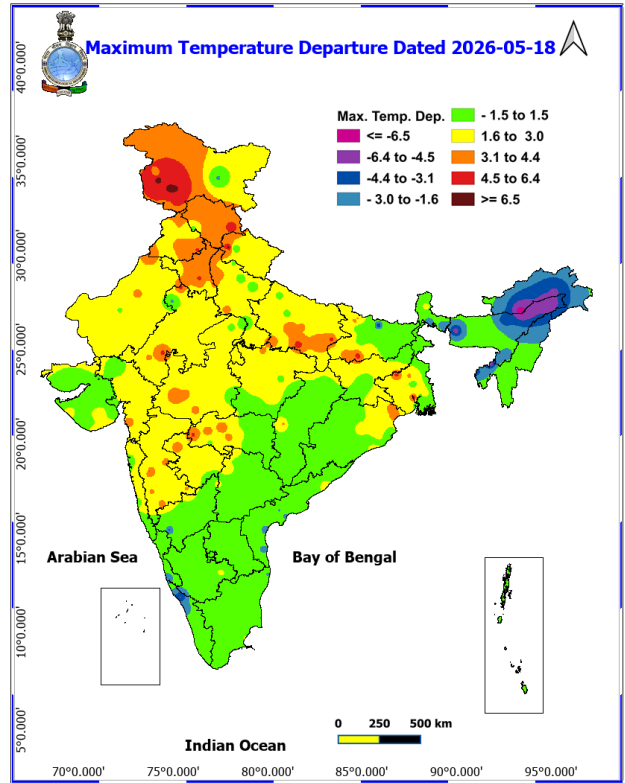 Maximum Temperature Departure Dated 2026-05-18
40°0.000'
35°0.000'
30°0.000'
25°0.000'
20°0.000'
15°0.000'
10°0.000'
5°0.000'
Max. Temp. Dep.
<= -6.5
-6.4 to -4.5
-4.4 to -3.1
- 3.0 to -1.6
- 1.5 to 1.5
1.6 to 3.0
3.1 to 4.4
4.5 to 6.4
>= 6.5
Arabian Sea
Bay of Bengal
Indian Ocean
0 250 500 km
70°0.000' 75°0.000' 80°0.000' 85°0.000' 90°0.000' 95°0.000'